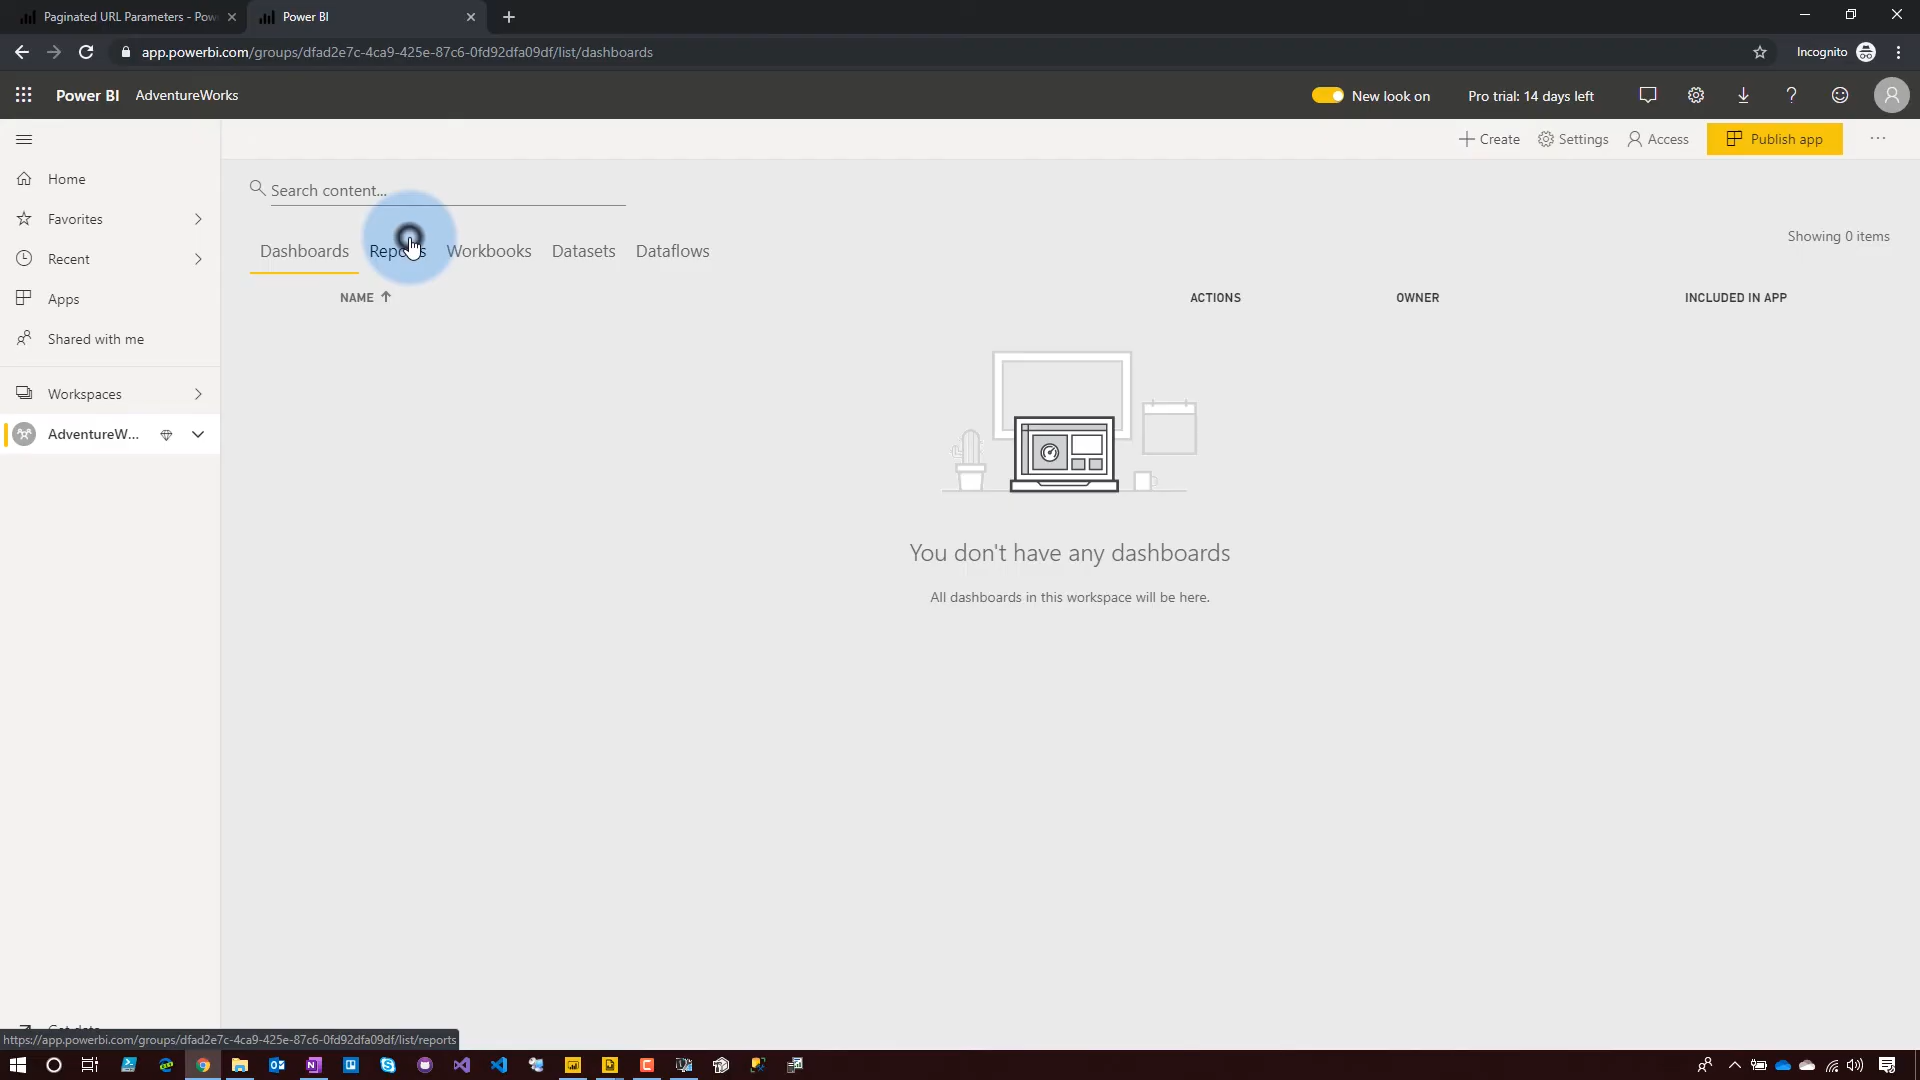 Paginated URL Parameters - Pow
Power BI
app.powerbi.com/groups/dfad2e7c-4ca9-425e-87c6-0fd92dfa09df/list/dashboards
Incognito
Power BI AdventureWorks
New look on
Pro trial: 14 days left
Create
Settings
Access
Publish app
Home
Favorites
Recent
Apps
Shared with me
Workspaces
AdventureW...
Search content...
Dashboards Reports Workbooks Datasets Dataflows
Showing 0 items
NAME ACTIONS OWNER INCLUDED IN APP
You don't have any dashboards
All dashboards in this workspace will be here.
https://app.powerbi.com/groups/dfad2e7c-4ca9-425e-87c6-0fd92dfa09df/list/reports